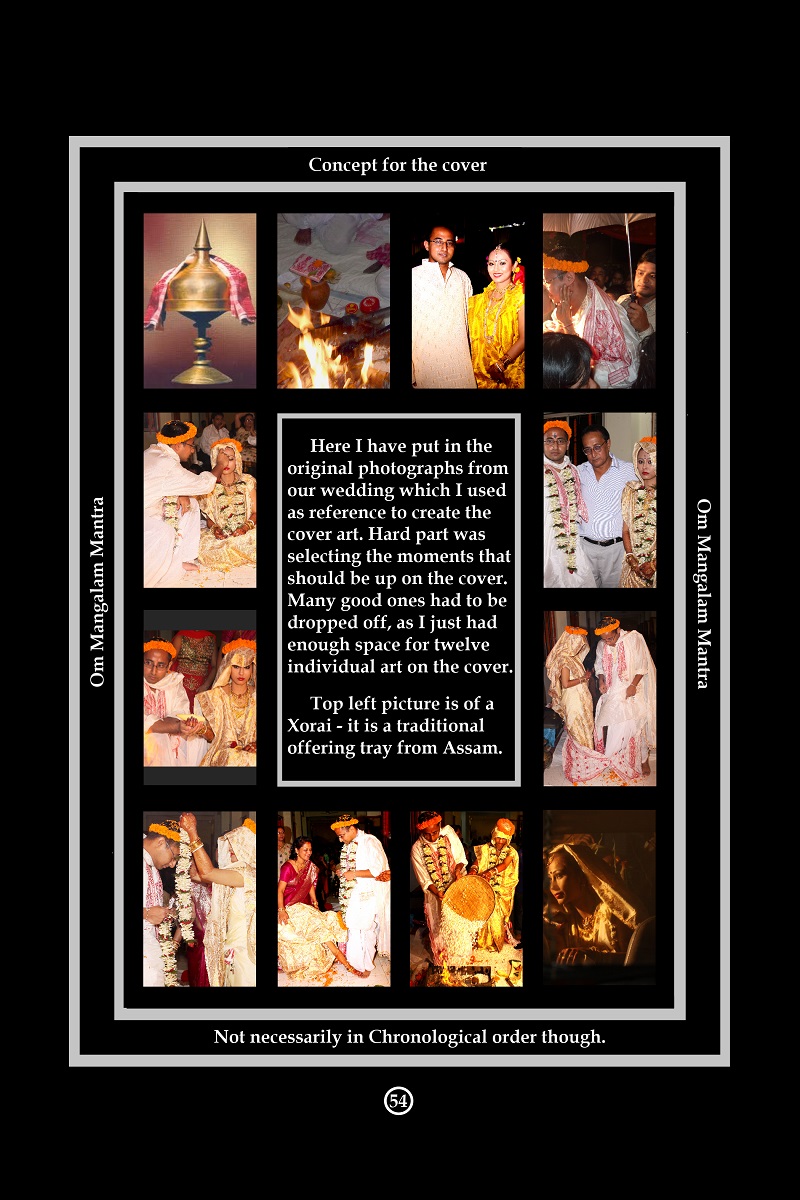 Concept for the cover
Om Mangalam Mantra
Here I have put in the
original photographs from
our wedding which I used
as reference to create the
cover art. Hard part was
selecting the moments that
should be up on the cover.
Many good ones had to be
dropped off, as I just had
enough space for twelve
individual art on the cover.
Top left picture is of a
Xorai - it is a traditional
offering tray from Assam.
Om Mangalam Mantra
Not necessarily in Chronological order though.
54